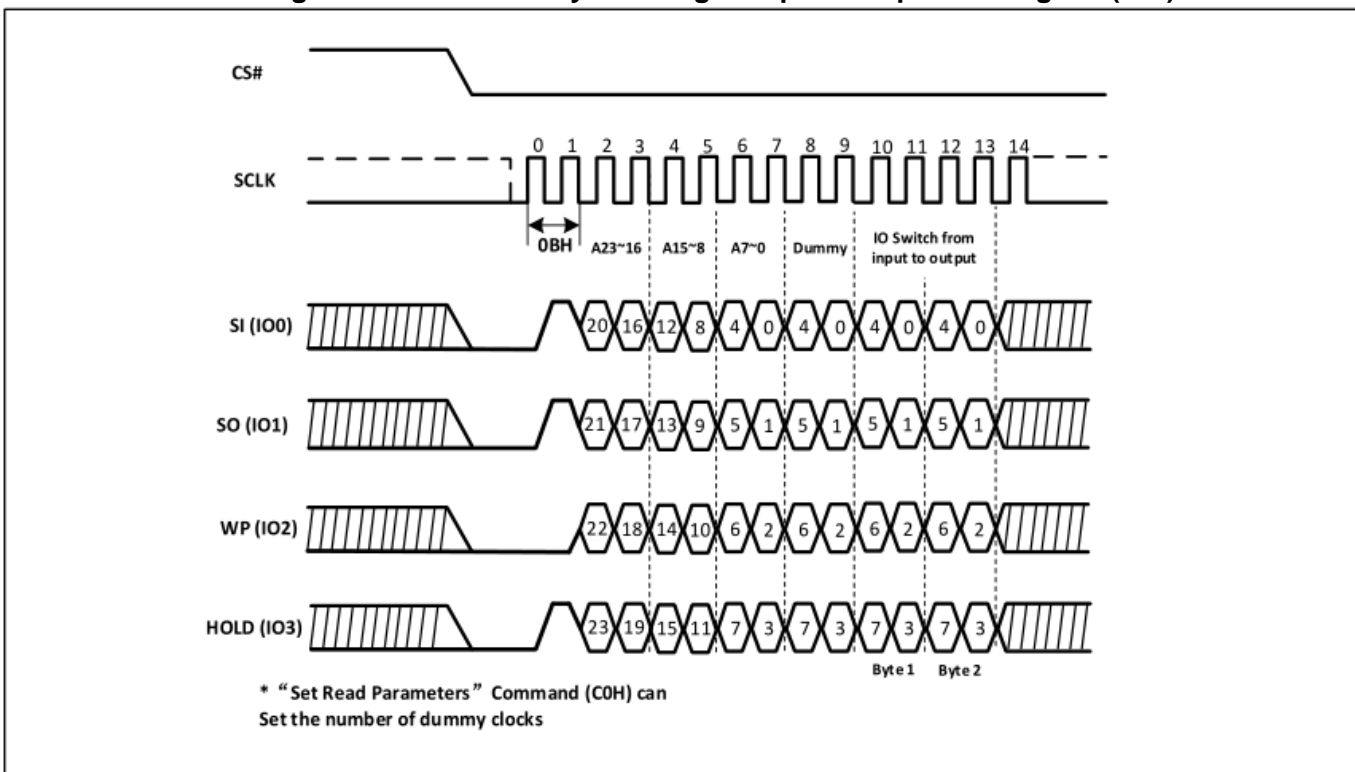 CS#
0 1 2 3 4 5 6 7 8 9 10 11 12 13 14
SCLK
0BH A23~16 A15~8 A7~0 Dummy IO Switch from
input to output
SI (IO0) 20 16 12 8 4 0 4 0 4 0 4 0
SO (IO1) 21 17 13 9 5 1 5 1 5 1 5 1
WP (IO2) 22 18 14 10 6 2 6 2 6 2 6 2
HOLD (IO3) 23 19 15 11 7 3 7 3 7 3 7 3
Byte 1 Byte 2
* “Set Read Parameters” Command (C0H) can
Set the number of dummy clocks